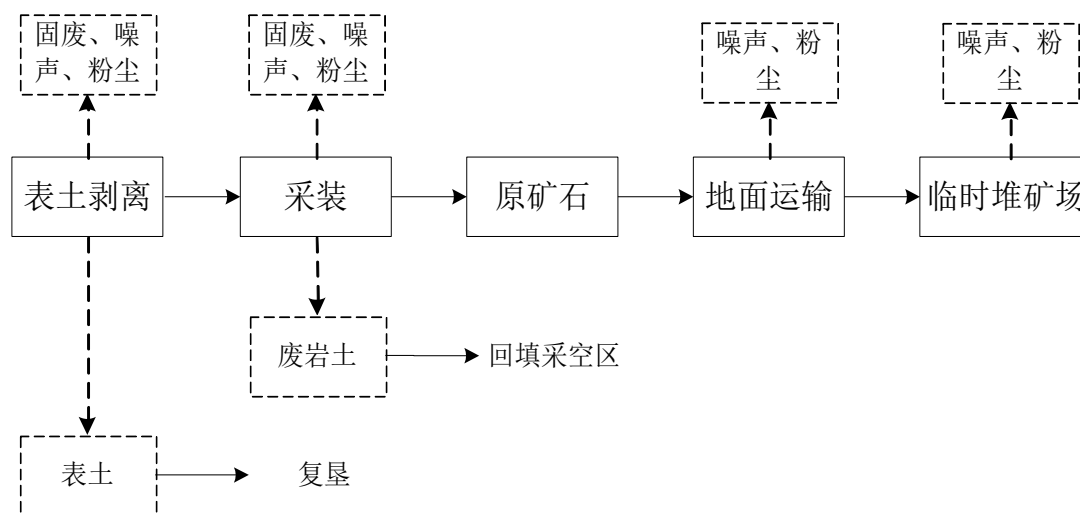 固废、噪
声、粉尘
固废、噪
声、粉尘
噪声、粉
尘
噪声、粉
尘
表土剥离
采装
原矿石
地面运输
临时堆矿场
废岩土
回填采空区
表土
复垦